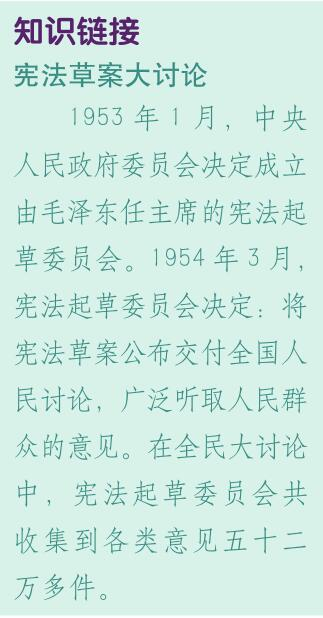 知识链接
宪法草案大讨论
1953 年 1 月，中央
人民政府委员会决定成立
由毛泽东任主席的宪法起
草委员会。1954 年 3 月，
宪法起草委员会决定：将
宪法草案公布交付全国人
民讨论，广泛听取人民群
众的意见。在全民大讨论
中，宪法起草委员会共
收集到各类意见五十二
万多件。